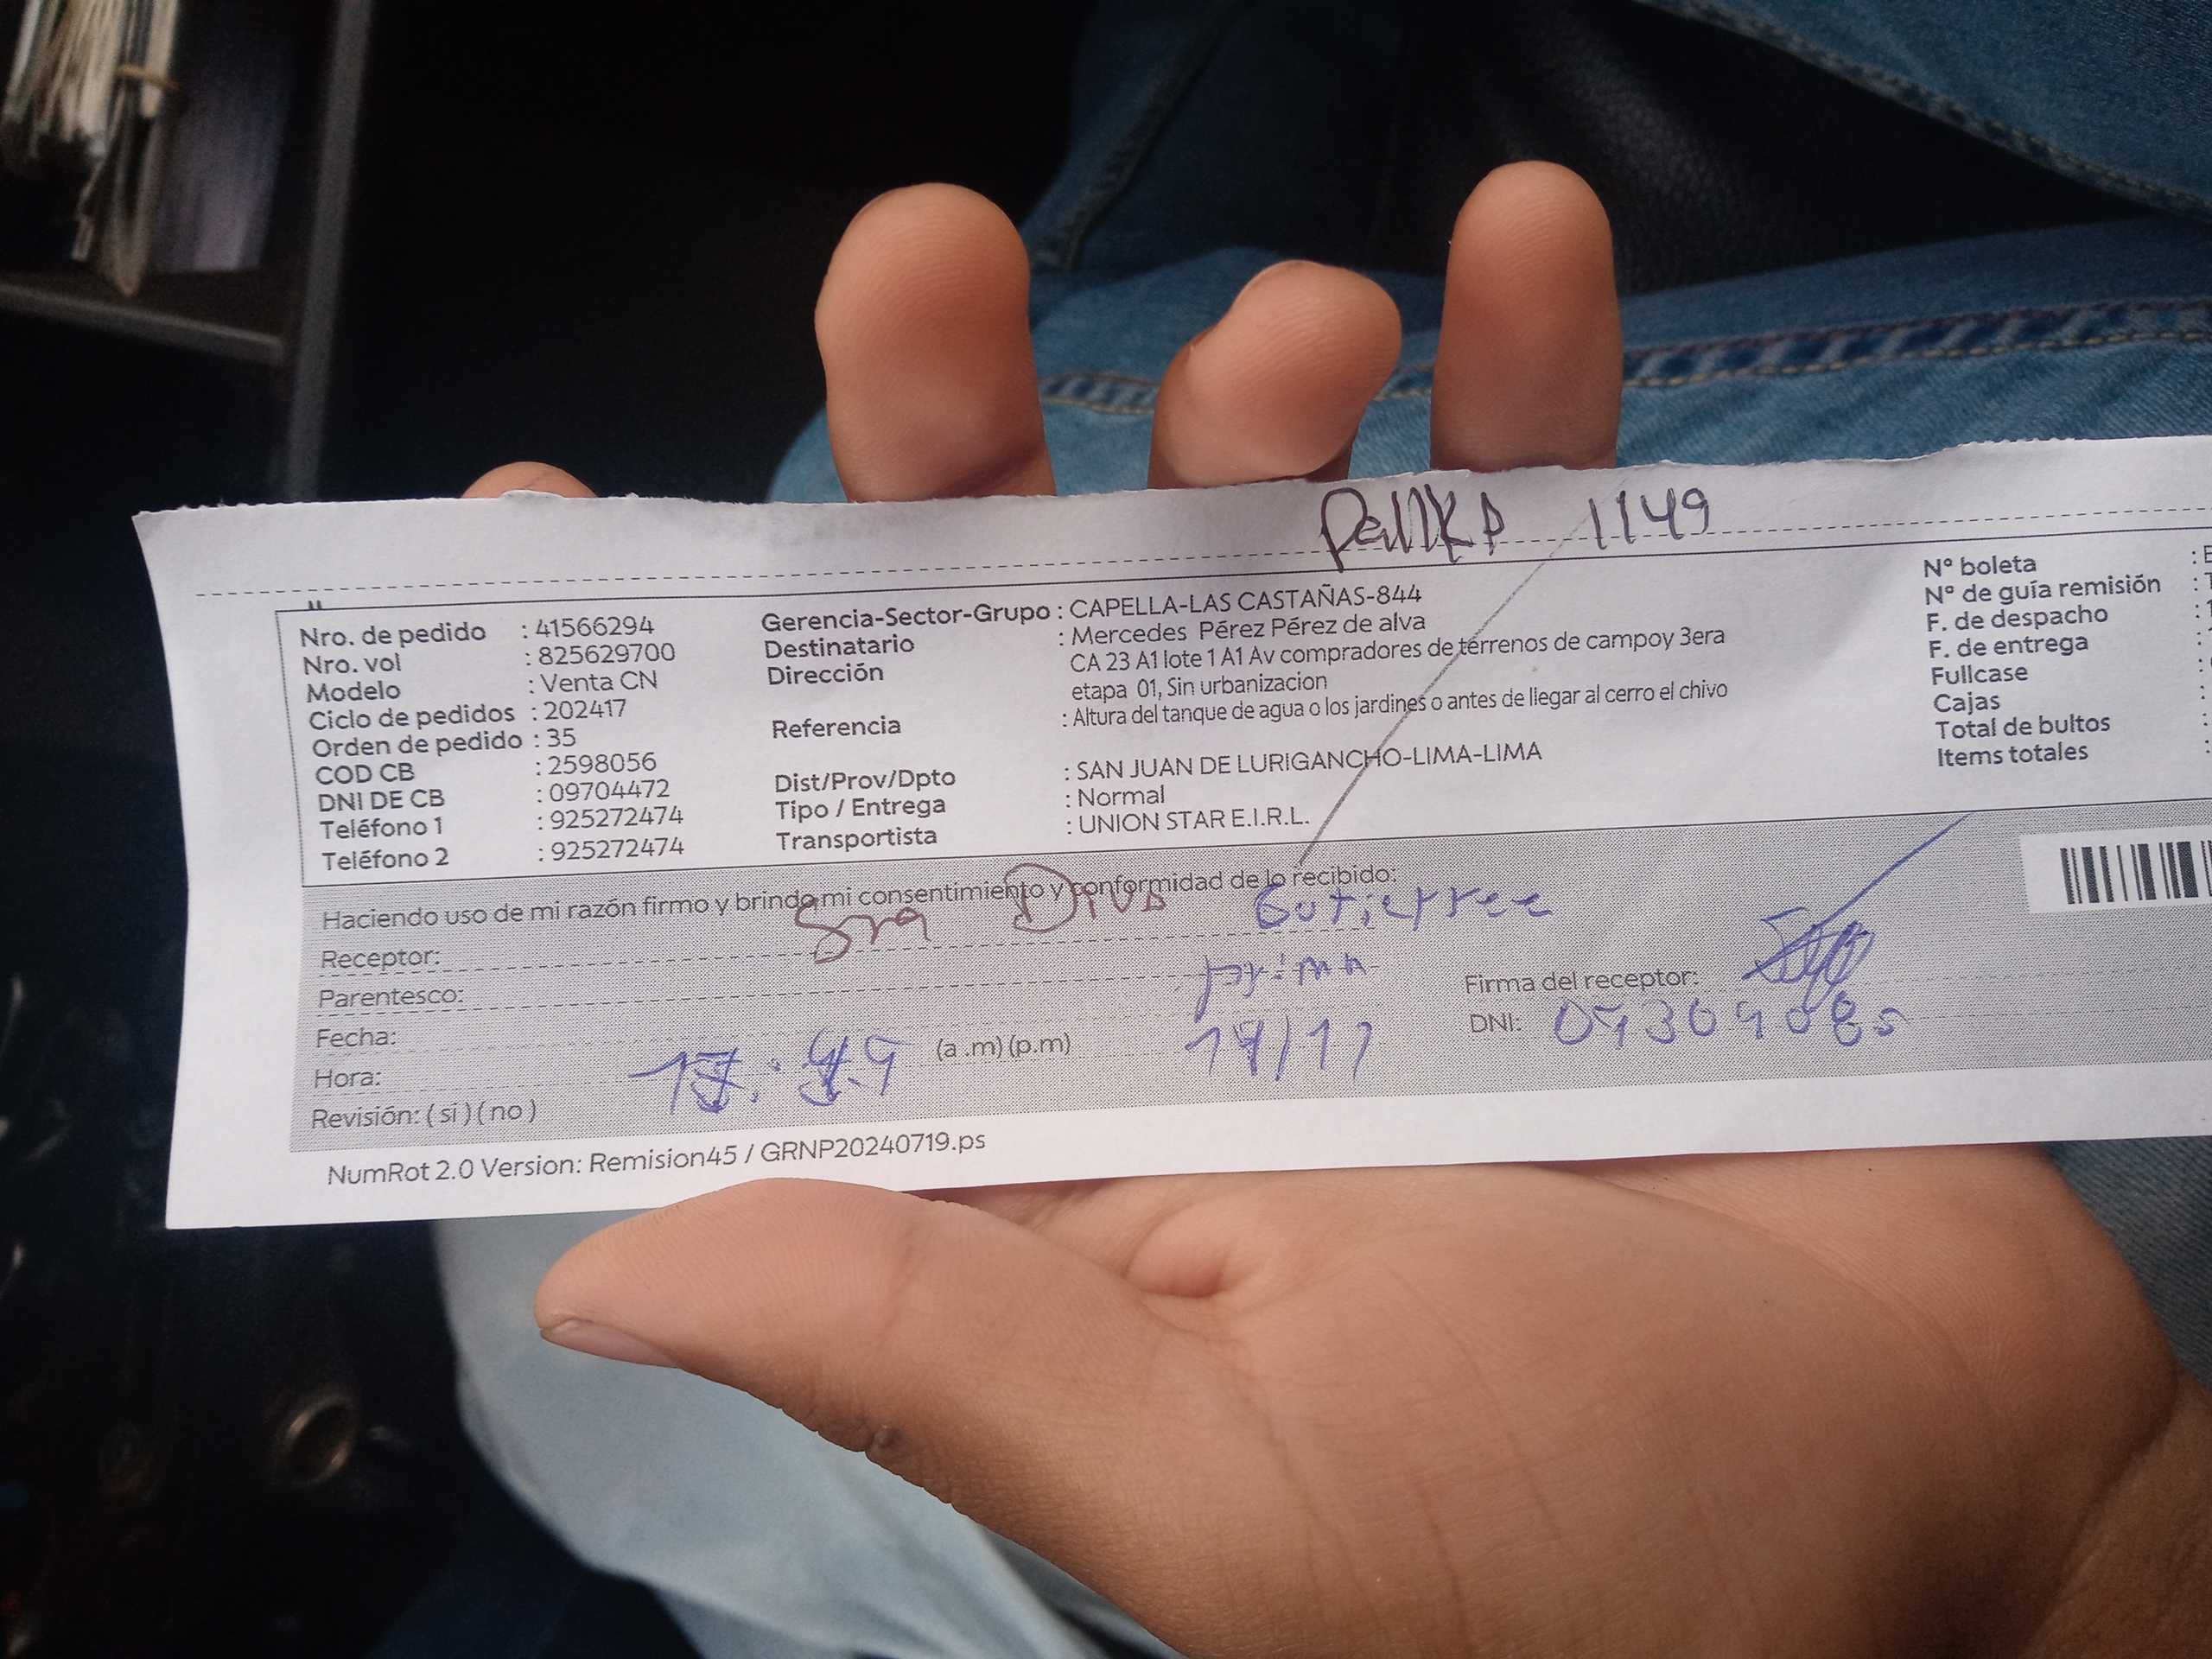 1149
Nro. de pedido : 41566294
Nro. vol : 825629700
Modelo : Venta CN
Ciclo de pedidos : 202417
Orden de pedido : 35
COD CB : 2598056
DNI DE CB : 09704472
Teléfono 1 : 925272474
Teléfono 2 : 925272474
Gerencia-Sector-Grupo : CAPELLA-LAS CASTAÑAS-844
Destinatario : Mercedes Pérez Pérez de alva
Dirección CA 23 A1 lote 1 A1 Av compradores de térrenos de campoy 3era
etapa 01, Sin urbanizacion
Referencia : Altura del tanque de agua o los jardines o antes de llegar al cerro el chivo
Dist/Prov/Dpto : SAN JUAN DE LURIGANCHO-LIMA-LIMA
Tipo / Entrega : Normal
Transportista : UNION STAR E.I.R.L.
N° boleta : E
N° de guía remisión : T
F. de despacho : 1
F. de entrega :
Fullcase :
Cajas :
Total de bultos :
Items totales :
Haciendo uso de mi razón firmo y brindo mi consentimiento y conformidad de lo recibido:
Receptor: Sra Gutierrez
Parentesco: prima
Fecha:
Hora: (a .m) (p.m)
Revisión: ( si ) ( no )
Firma del receptor:
DNI:
NumRot 2.0 Version: Remision45 / GRNP20240719.ps